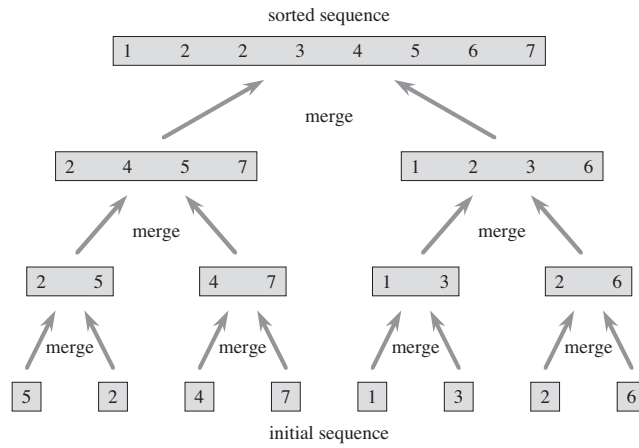 sorted sequence
1 2 2 3 4 5 6 7
merge
2 4 5 7 1 2 3 6
merge merge
2 5 4 7 1 3 2 6
merge merge merge merge
5 2 4 7 1 3 2 6
initial sequence